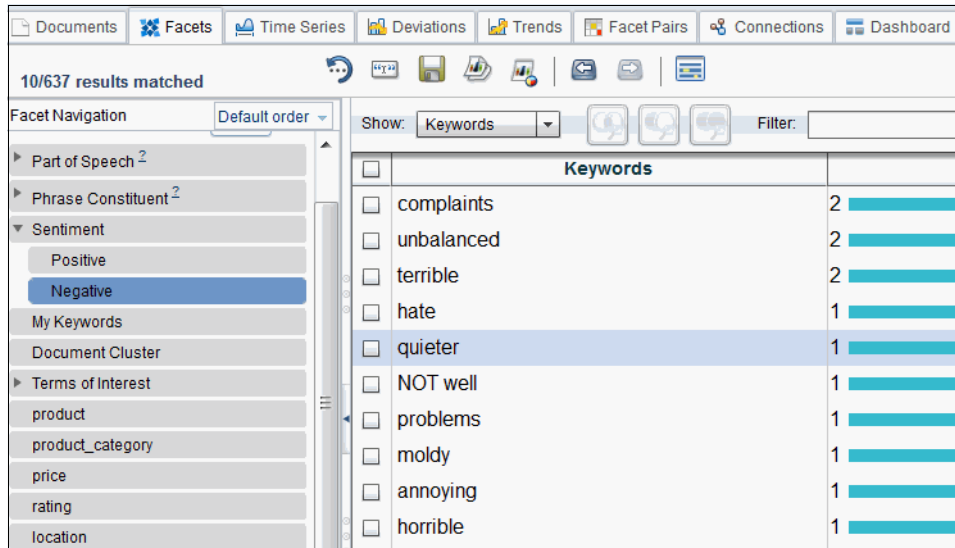 Documents Facets Time Series Deviations Trends Facet Pairs Connections Dashboard
10/637 results matched
Facet Navigation Default order
Show: Keywords Filter:
Part of Speech ?
Phrase Constituent ?
Sentiment
Positive
Negative
My Keywords
Document Cluster
Terms of Interest
product
product_category
price
rating
location
Keywords
complaints 2
unbalanced 2
terrible 2
hate 1
quieter 1
NOT well 1
problems 1
moldy 1
annoying 1
horrible 1